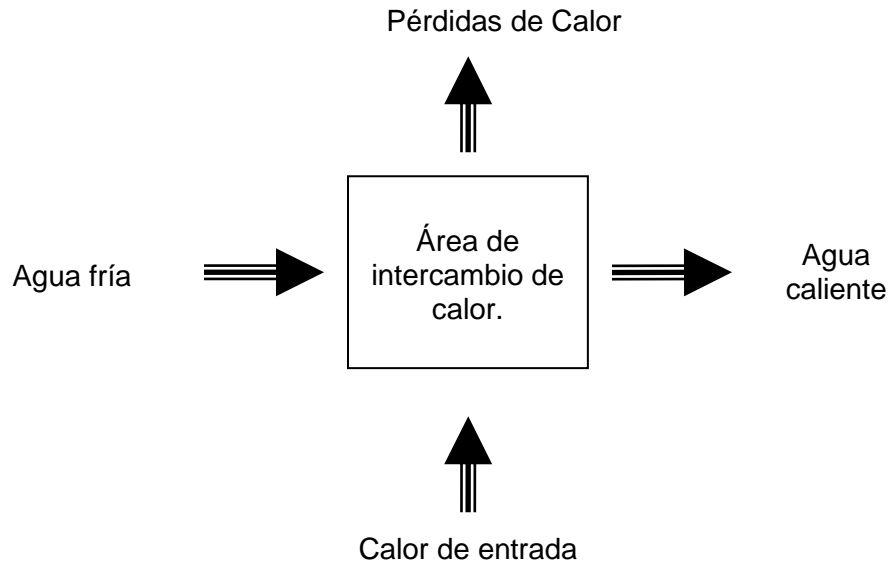 Pérdidas de Calor
Agua fría
Área de
intercambio de
calor.
Agua
caliente
Calor de entrada